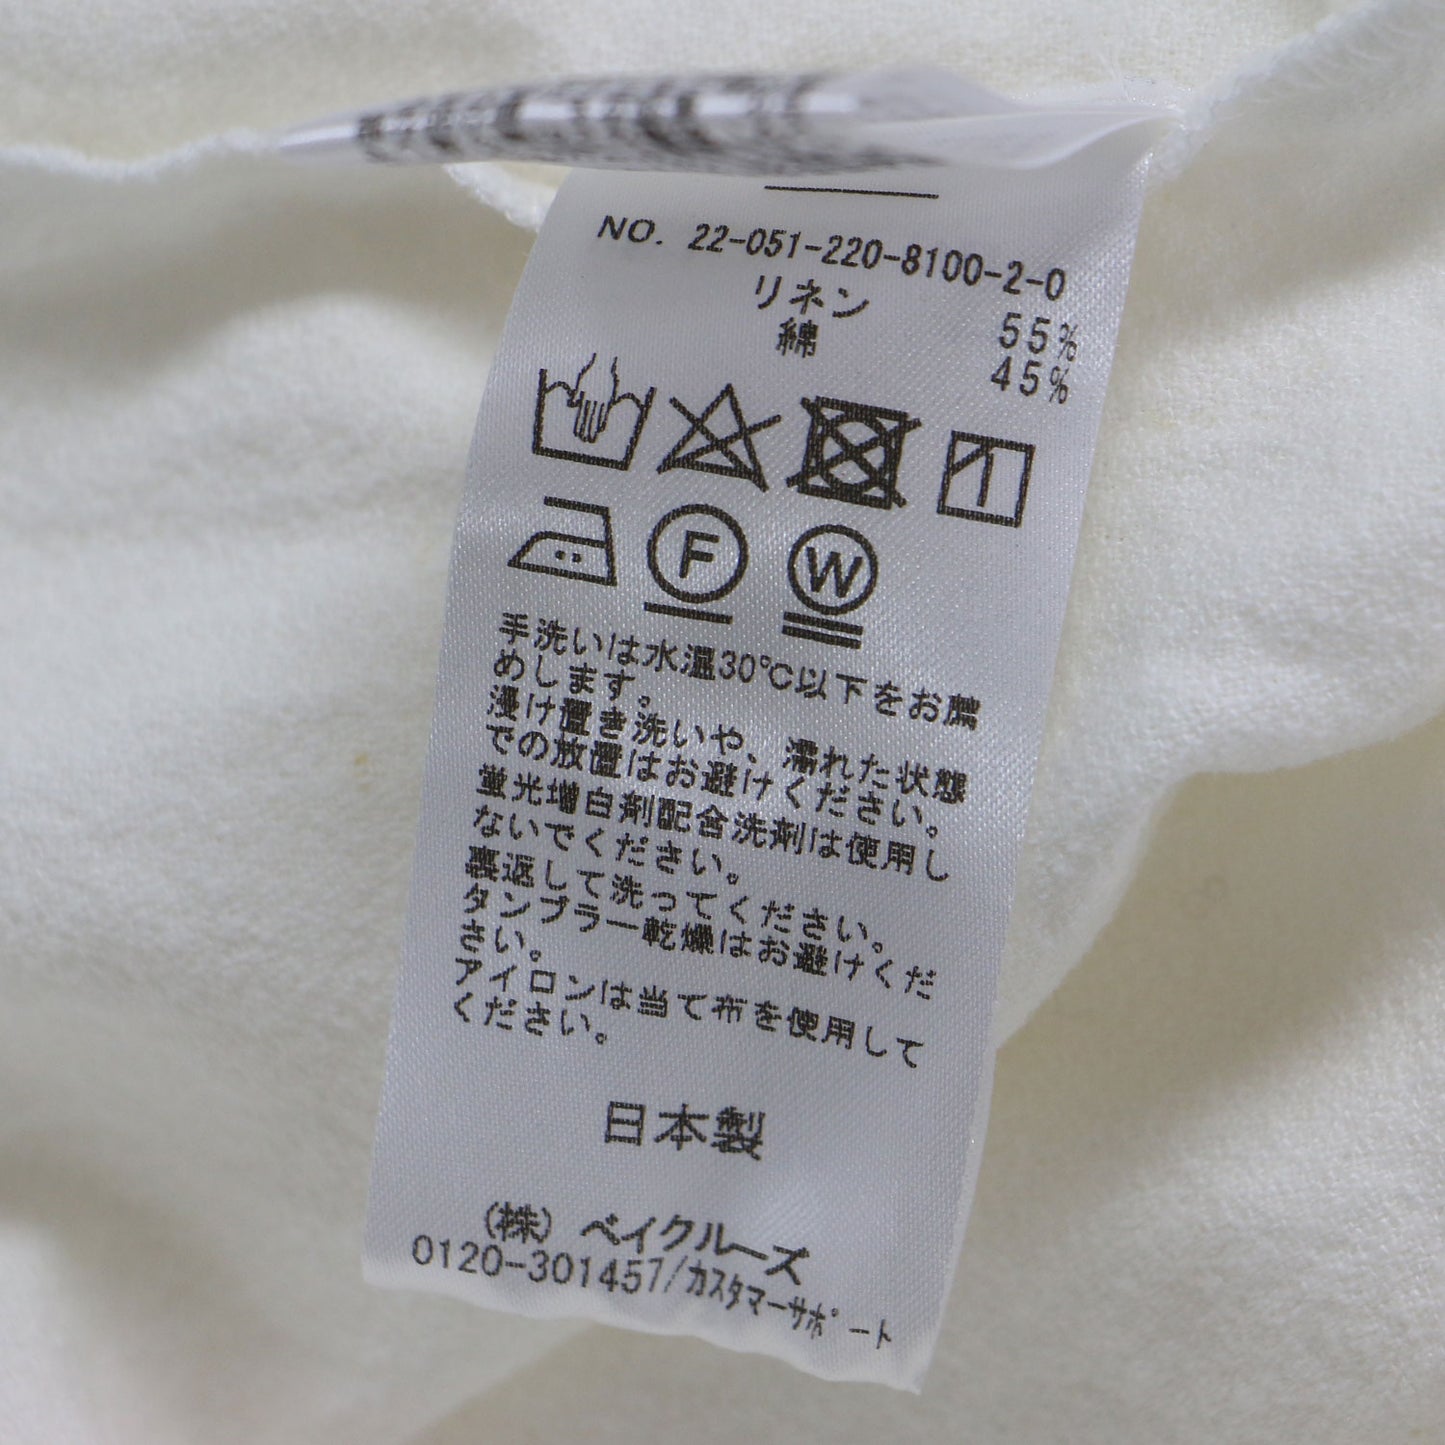 NO. 22-051-220-8100-2-0
リネン 55%
綿 45%
F W
手洗いは水温30℃以下をお薦
めします。
浸け置き洗いや、濡れた状態
での放置はお避けください。
蛍光増白剤配合洗剤は使用し
ないでください。
裏返して洗ってください。
タンブラー乾燥はお避けくだ
さい。
アイロンは当て布を使用して
ください。
日本製
(株) ベイクルーズ
0120-301457/カスタマーサポート